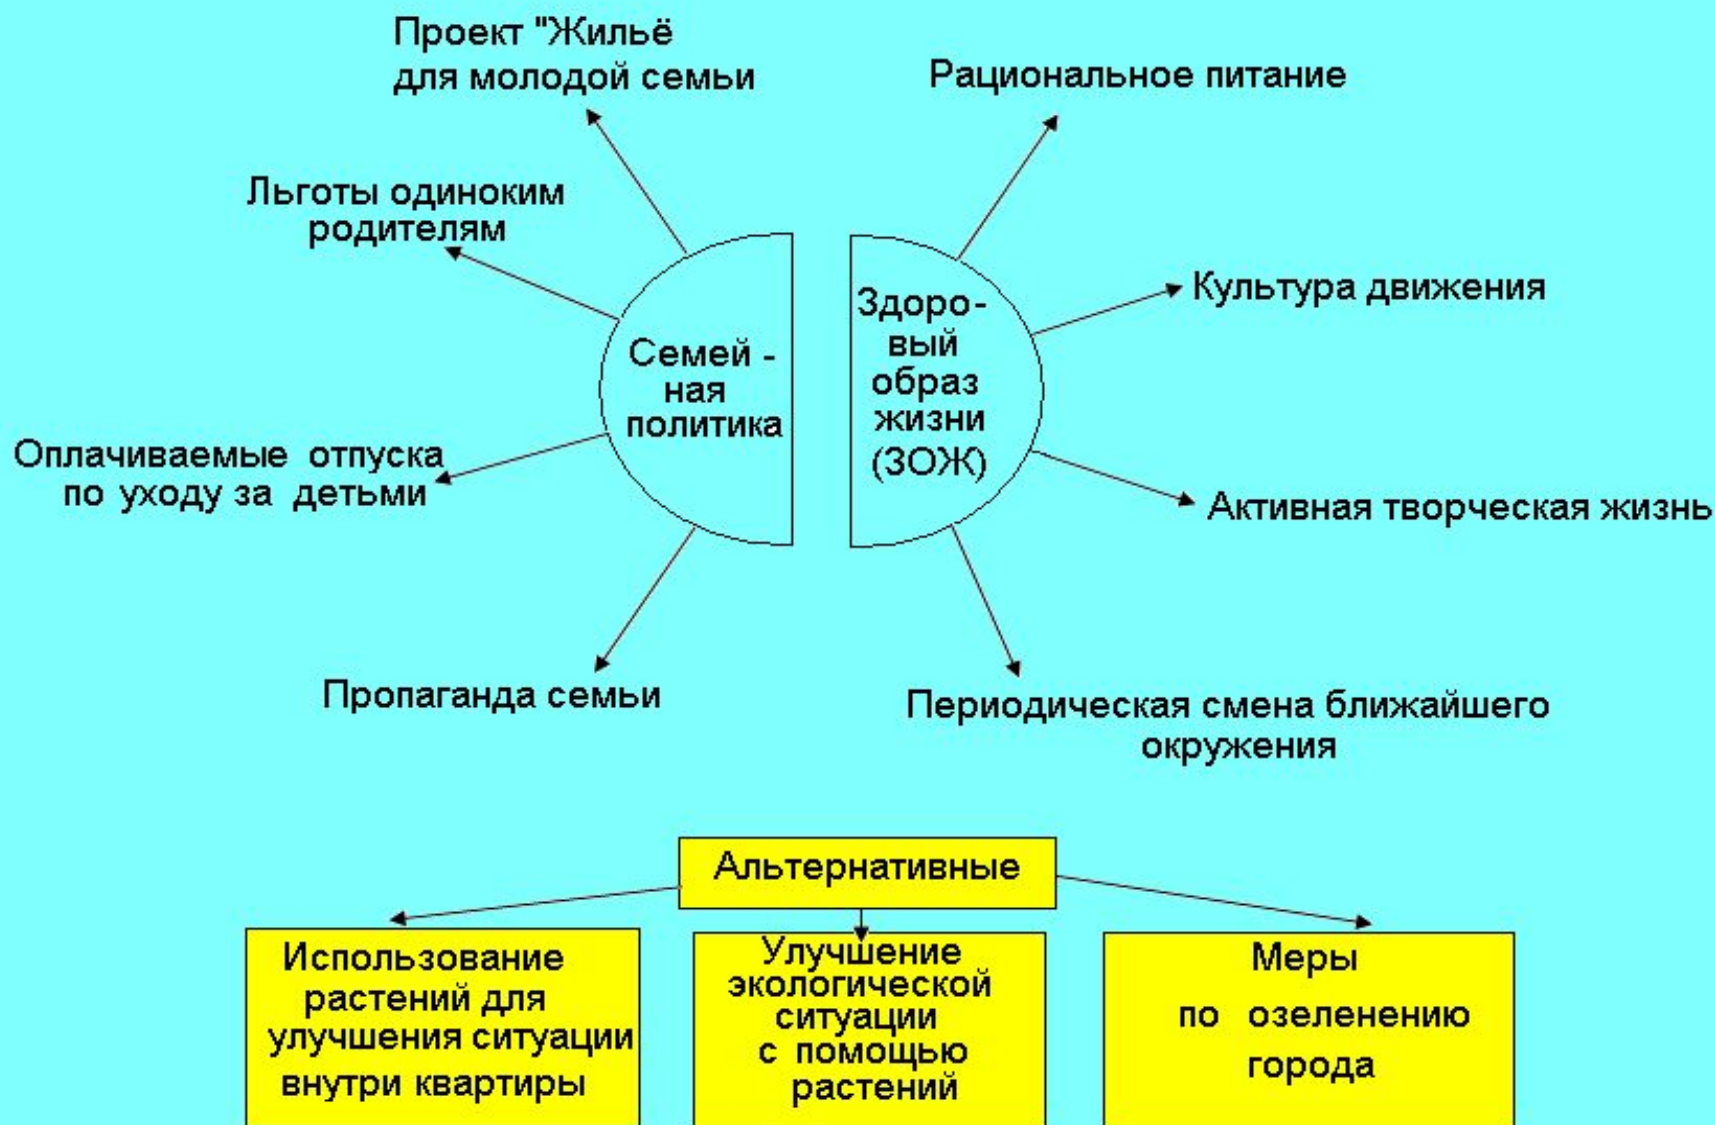 Проект "Жильё
для молодой семьи
Рациональное питание
Льготы одиноким
родителям
Культура движения
Семей -
ная
политика
Здоро-
вый
образ
жизни
(ЗОЖ)
Оплачиваемые отпуска
по уходу за детьми
Активная творческая жизнь
Пропаганда семьи
Периодическая смена ближайшего
окружения
Альтернативные
Использование
растений для
улучшения ситуации
внутри квартиры
Улучшение
экологической
ситуации
с помощью
растений
Меры
по озеленению
города